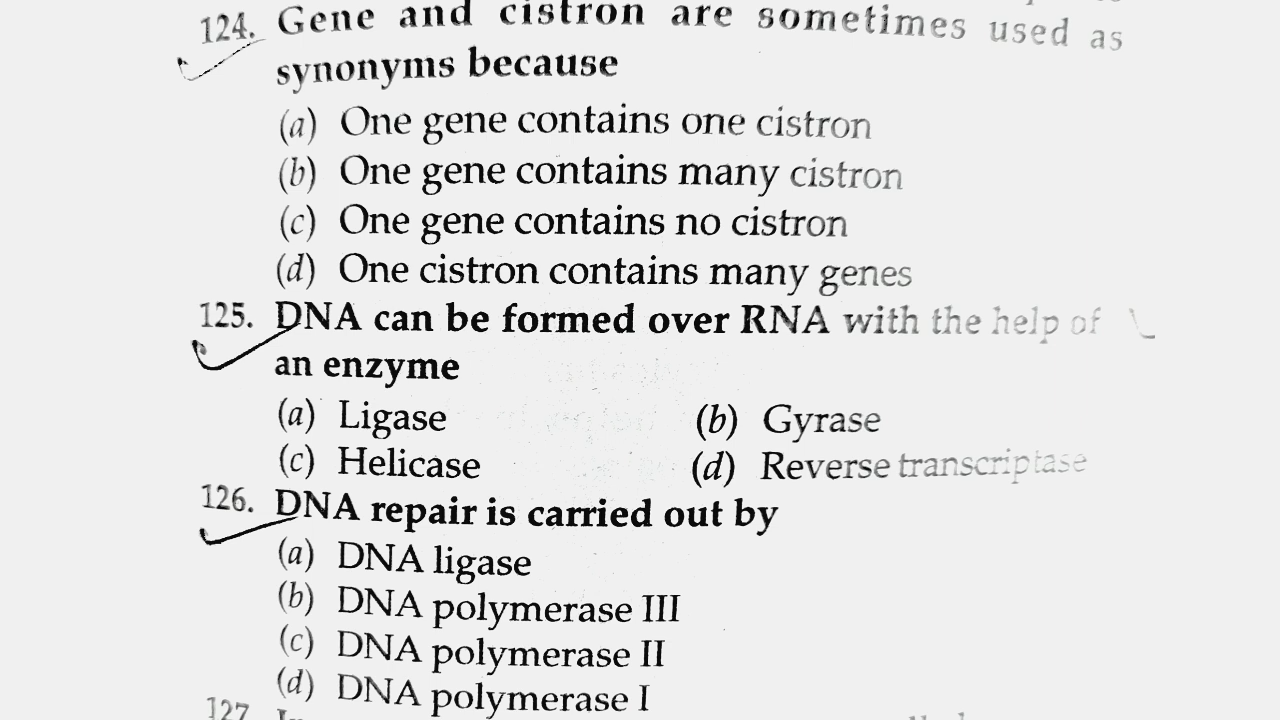 124. Gene and cistron are sometimes used as
synonyms because
(a) One gene contains one cistron
(b) One gene contains many cistron
(c) One gene contains no cistron
(d) One cistron contains many genes
125. DNA can be formed over RNA with the help of
an enzyme
(a) Ligase (b) Gyrase
(c) Helicase (d) Reverse transcriptase
126. DNA repair is carried out by
(a) DNA ligase
(b) DNA polymerase III
(c) DNA polymerase II
(d) DNA polymerase I
127